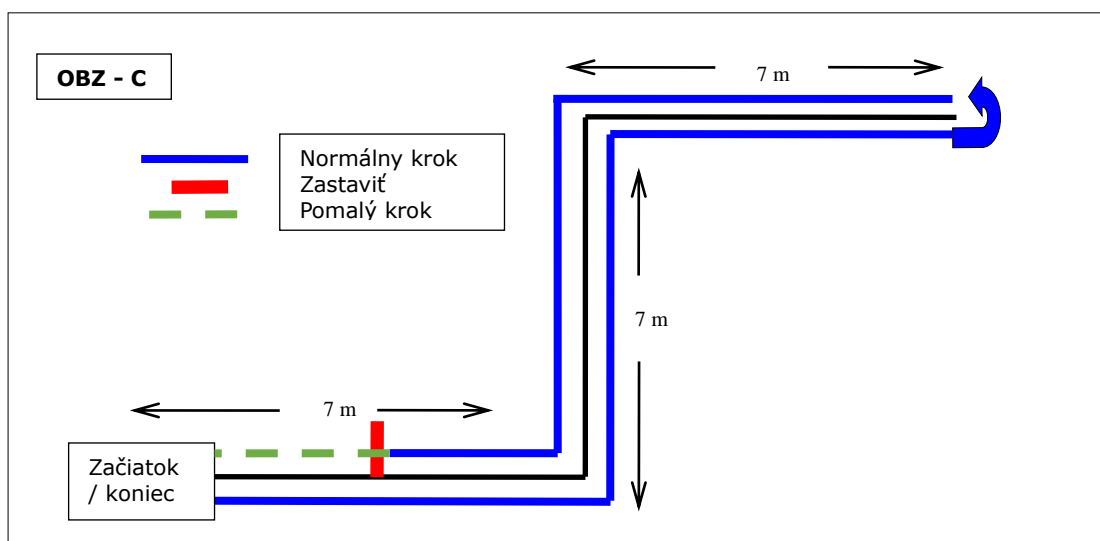 OBZ - C
7 m
Normálny krok
Zastaviť
Pomalý krok
7 m
7 m
Začiatok
/ koniec